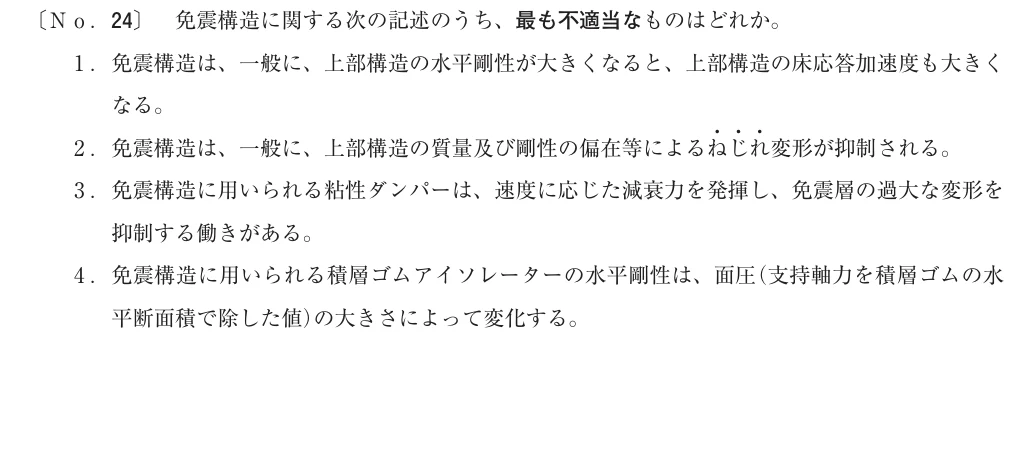 〔Ｎｏ．24〕　免震構造に関する次の記述のうち、最も不適当なものはどれか。
１．免震構造は、一般に、上部構造の水平剛性が大きくなると、上部構造の床応答加速度も大きく
なる。
２．免震構造は、一般に、上部構造の質量及び剛性の偏在等によるねじれ変形が抑制される。
３．免震構造に用いられる粘性ダンパーは、速度に応じた減衰力を発揮し、免震層の過大な変形を
抑制する働きがある。
４．免震構造に用いられる積層ゴムアイソレーターの水平剛性は、面圧（支持軸力を積層ゴムの水
平断面積で除した値）の大きさによって変化する。